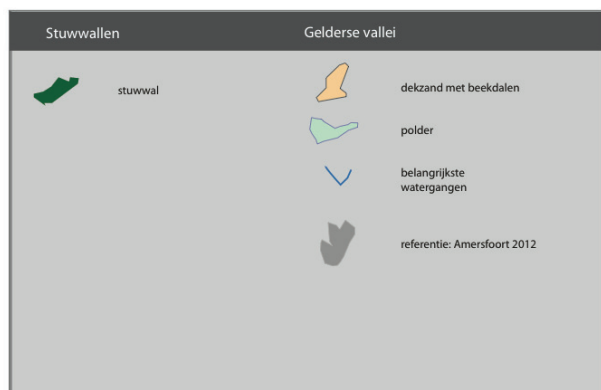 Stuwwallen
Gelderse vallei
stuwwal
dekzand met beekdalen
polder
belangrijkste
watergangen
referentie: Amersfoort 2012